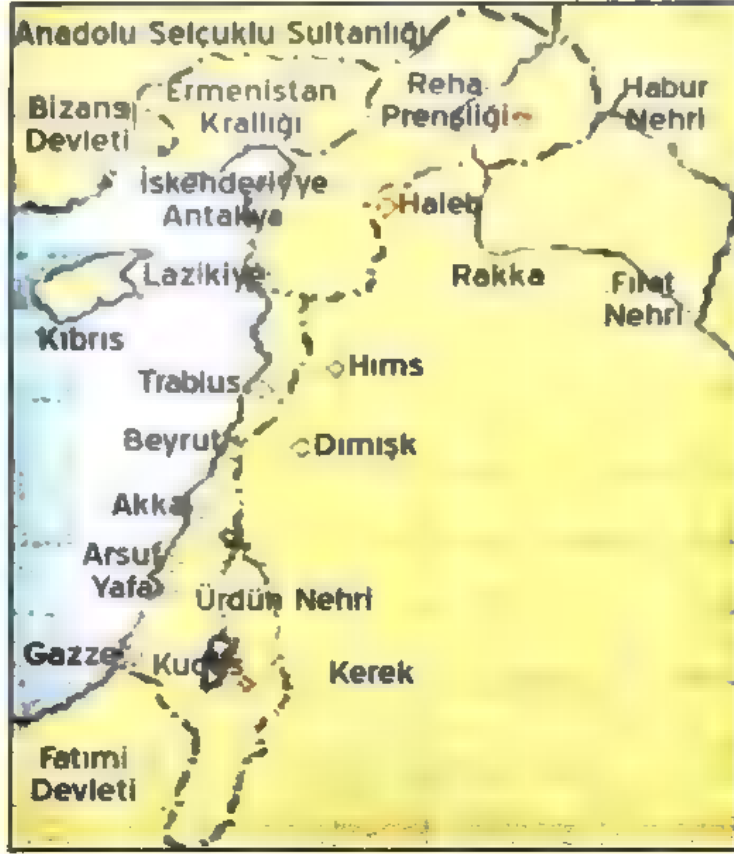 Anadolu Selçuklu Sultanlığı
Ermenistan
Krallığı
Reha
Prensliği
Habur
Nehri
Bizans
Devleti
İskenderiyye
Antakya
Haleb
Lazikiye
Rakka
Fırat
Nehri
Kıbrıs
Trablus
Hıms
Beyrut
Dımışk
Akka
Arsuf
Yafa
Ürdün Nehri
Gazze
Kudüs
Kerek
Fatımi
Devleti